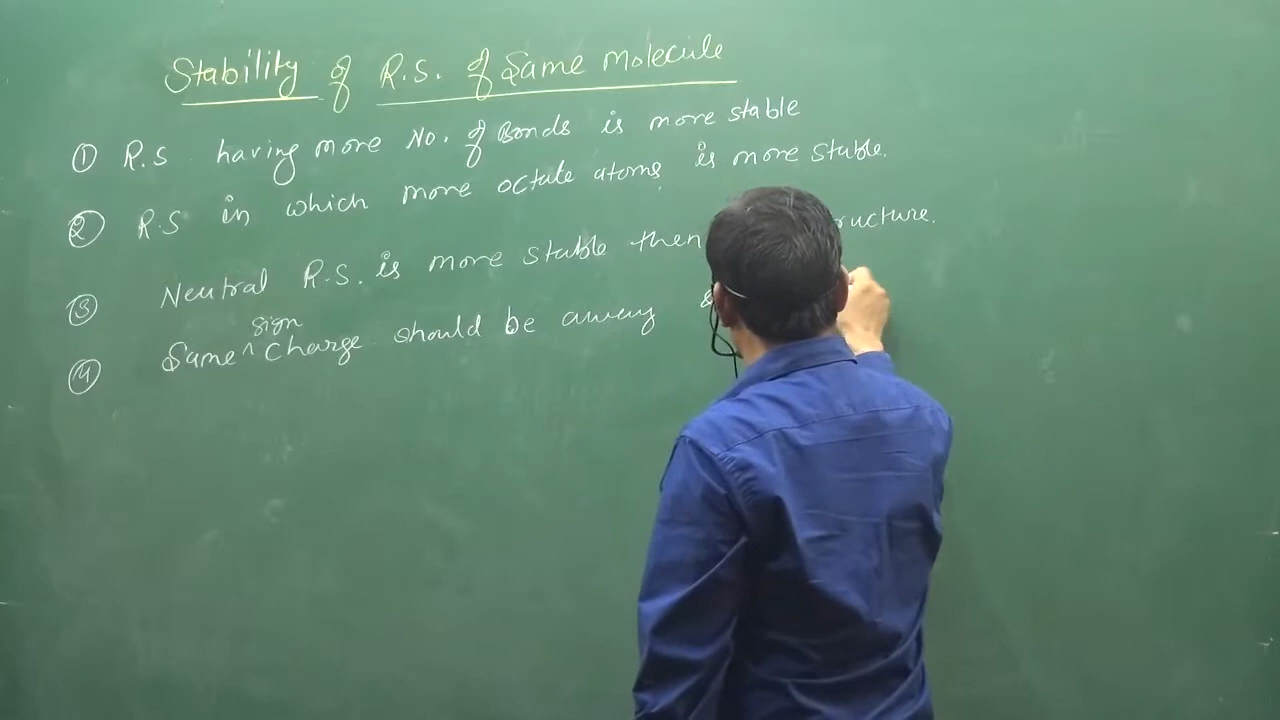 Stability of R.S. of Same Molecule
① R.S. having more No. of Bonds is more stable
② R.S in which more octate atoms is more stable.
③ Neutral R.S. is more stable then ructure.
④ Same ^ sign Charge should be away